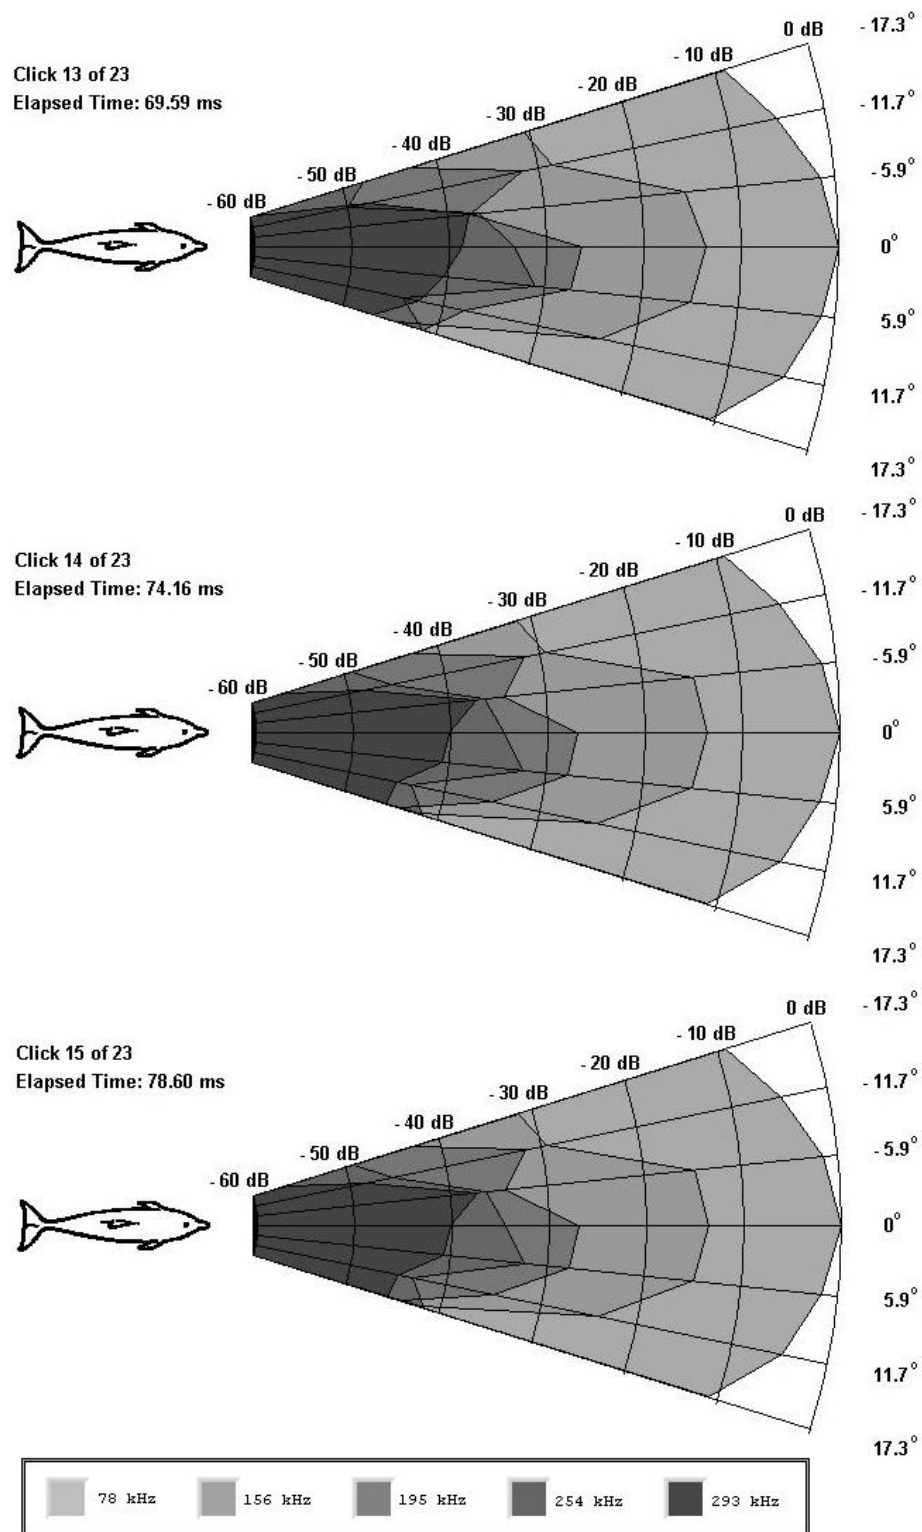 0 dB
- 17.3°
- 10 dB
Click 13 of 23
- 20 dB
Elapsed Time: 69.59 ms
- 11.7°
- 30 dB
- 40 dB
- 5.9°
- 50 dB
- 60 dB
0°
5.9°
11.7°
17.3°
- 17.3°
0 dB
- 10 dB
Click 14 of 23
- 20 dB
Elapsed Time: 74.16 ms
- 11.7°
- 30 dB
- 40 dB
- 5.9°
- 50 dB
- 60 dB
0°
5.9°
11.7°
17.3°
- 17.3°
0 dB
- 10 dB
Click 15 of 23
- 20 dB
Elapsed Time: 78.60 ms
- 11.7°
- 30 dB
- 40 dB
- 5.9°
- 50 dB
- 60 dB
0°
5.9°
11.7°
17.3°
78 kHz
156 kHz
195 kHz
254 kHz
293 kHz